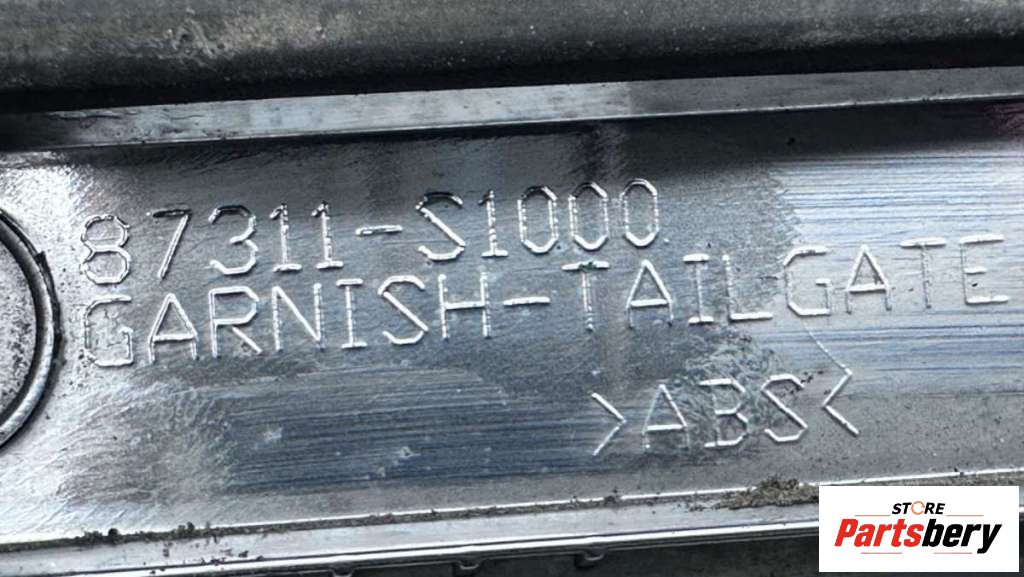 87311-S1000
GARNISH-TAILGATE
>ABS<
STORE
Partsbery